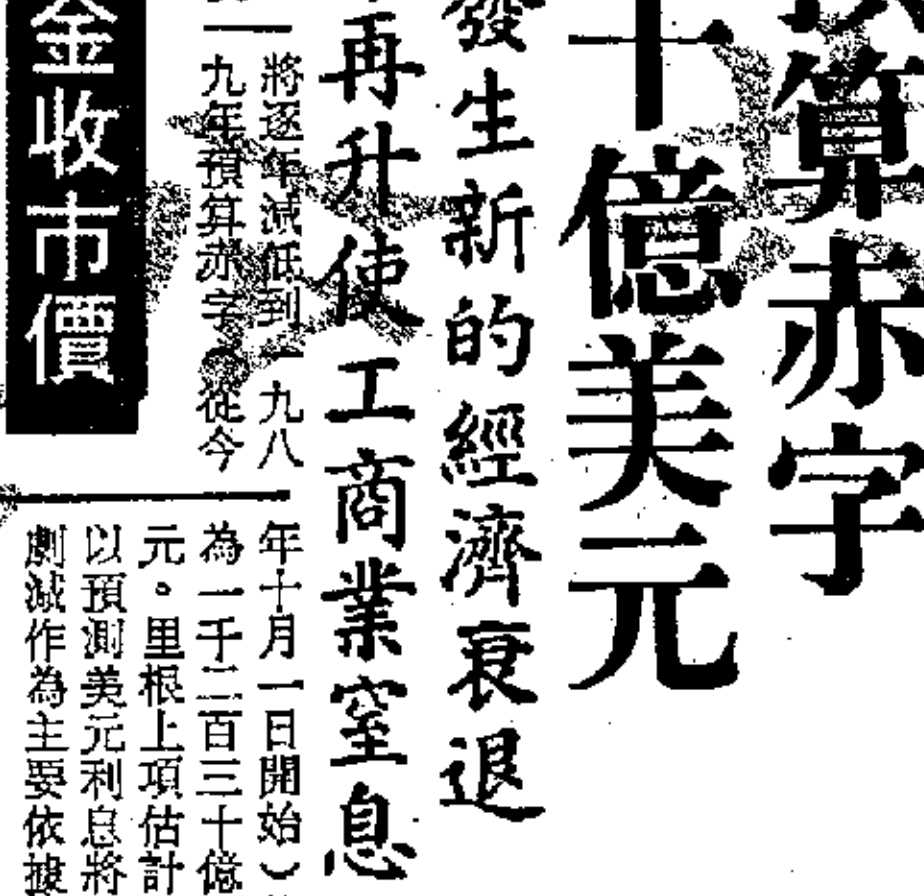 算赤字
十億美元
發生新的經濟衰退
再升使工商業窒息
將逐年減低到一九八
九年預算赤字（從今
年十月一日開始）
為一千二百三十億
元。里根上項估計
以預測美元利息將
劇減作為主要依據
金收市價